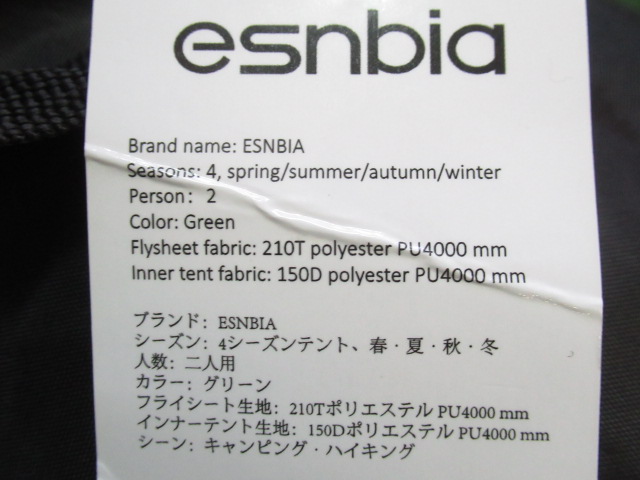 esnbia
Brand name: ESNBIA
Seasons: 4, spring/summer/autumn/winter
Person： 2
Color: Green
Flysheet fabric: 210T polyester PU4000 mm
Inner tent fabric: 150D polyester PU4000 mm
ブランド： ESNBIA
シーズン： 4シーズンテント、春・夏・秋・冬
人数： 二人用
カラー： グリーン
フライシート生地： 210Tポリエステル PU4000 mm
インナーテント生地： 150Dポリエステル PU4000 mm
シーン： キャンピング・ハイキング